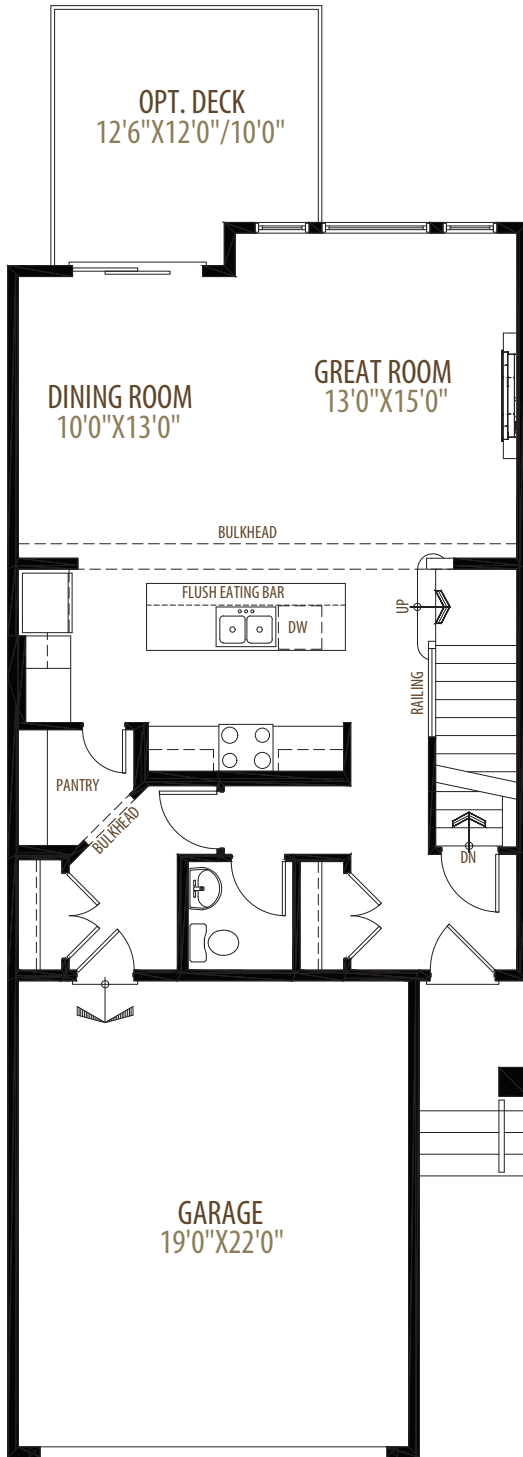 OPT. DECK
12'6"X12'0"/10'0"
GREAT ROOM
13'0"X15'0"
DINING ROOM
10'0"X13'0"
BULKHEAD
FLUSH EATING BAR
DW
UP
RAILING
PANTRY
BULKHEAD
DN
GARAGE
19'0"X22'0"